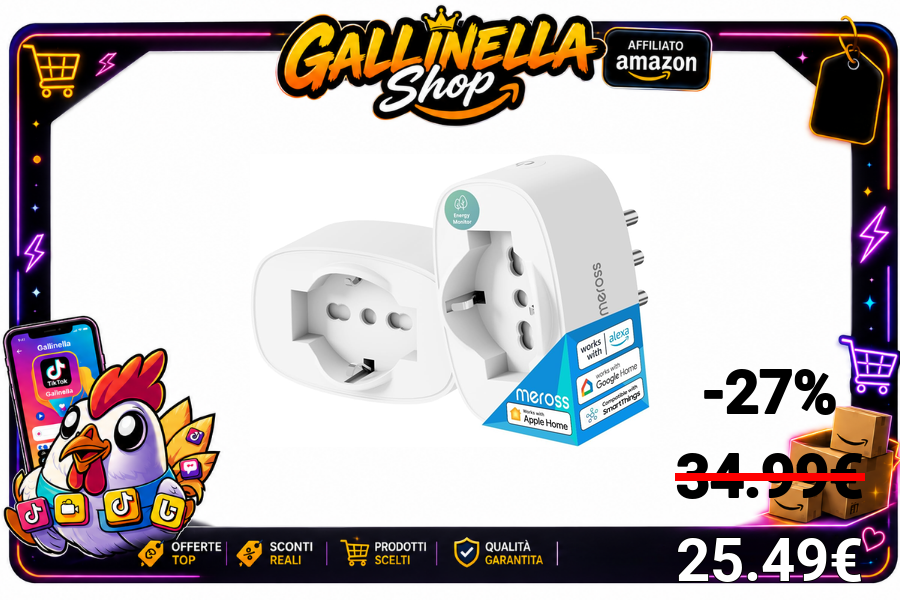 GALLINELLA
Shop
AFFILIATO
amazon
Energy
Monitor
meross
works
with
alexa
works with
Google Home
Compatible with
SmartThings
meross
Works with
Apple Home
Gallinella
TikTok
Gallinella
-27%
34.99€
25.49€
OFFERTE
TOP
SCONTI
REALI
PRODOTTI
SCELTI
QUALITÀ
GARANTITA